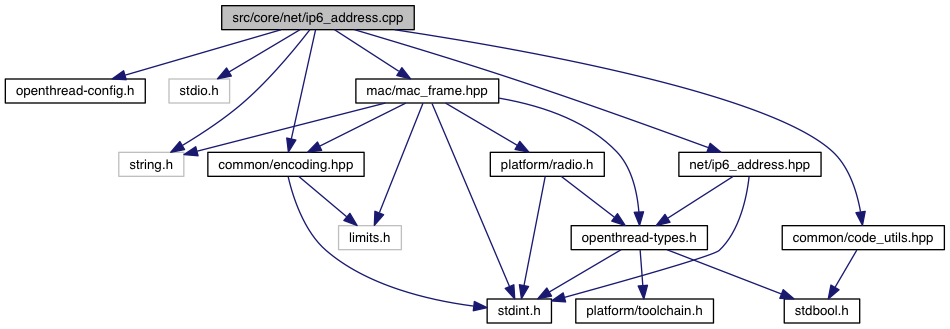 src/core/net/ip6_address.cpp
openthread-config.h
stdio.h
mac/mac_frame.hpp
string.h
common/encoding.hpp
platform/radio.h
net/ip6_address.hpp
limits.h
openthread-types.h
common/code_utils.hpp
stdint.h
platform/toolchain.h
stdbool.h